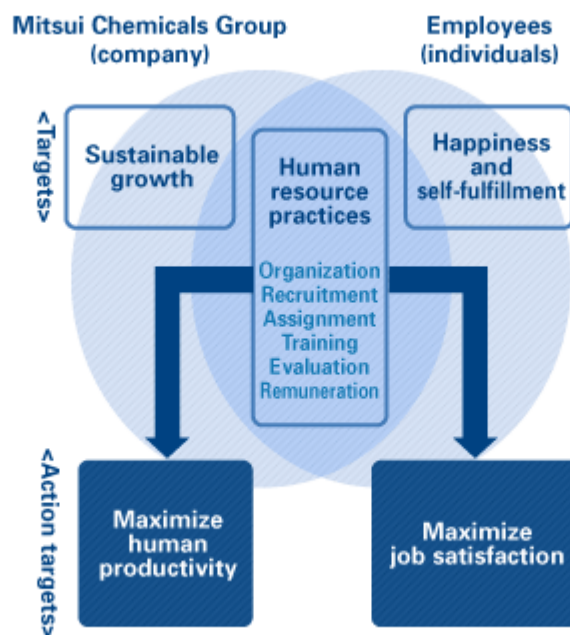 Mitsui Chemicals Group
(company)
Employees
(individuals)
<Targets>
Sustainable
growth
Human
resource
practices
Organization
Recruitment
Assignment
Training
Evaluation
Remuneration
Happiness
and
self-fulfillment
<Action targets>
Maximize
human
productivity
Maximize
job satisfaction